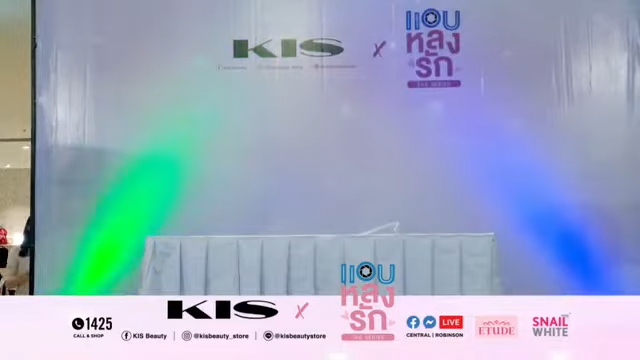 KIS x แอบ
หลง
รัก
THE SERIES
KIS x แอบ
หลง
รัก
THE SERIES
1425
CALL & SHOP
KIS Beauty | @kisbeauty_store | @kisbeautystore
LIVE
CENTRAL | ROBINSON
ETUDE
SNAIL
WHITE